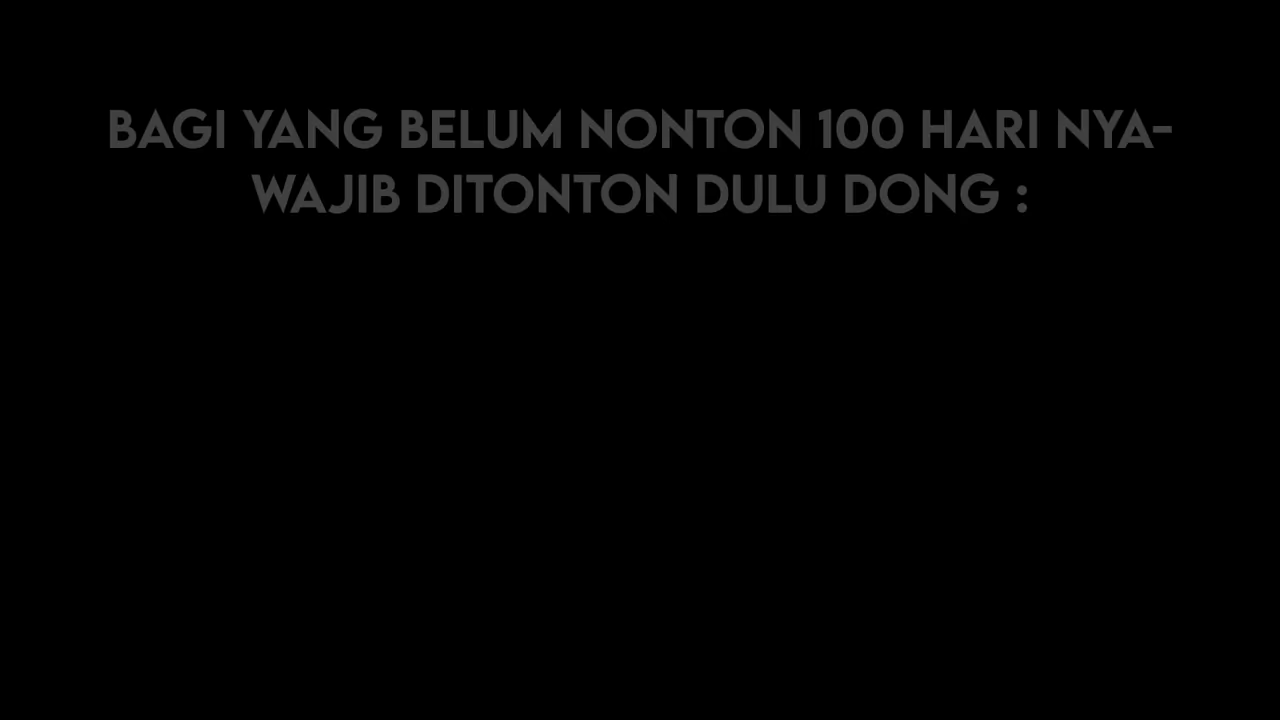 BAGI YANG BELUM NONTON 100 HARI NYA-
WAJIB DITONTON DULU DONG :